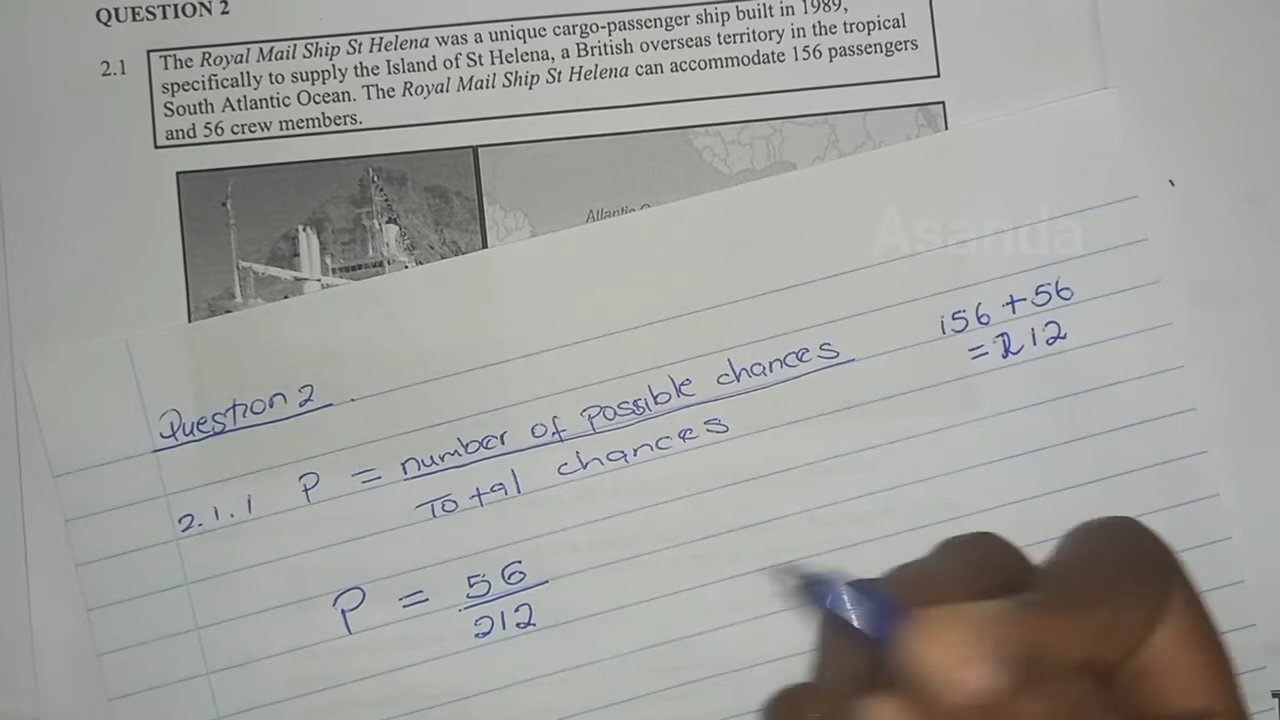 QUESTION 2
2.1 The Royal Mail Ship St Helena was a unique cargo-passenger ship built in 1989,
specifically to supply the Island of St Helena, a British overseas territory in the tropical
South Atlantic Ocean. The Royal Mail Ship St Helena can accommodate 156 passengers
and 56 crew members.
Atlantic
Asanda
156 + 56
= 212
Question 2.
2.1.1 P = number of possible chances
Total chances
P = 56
212